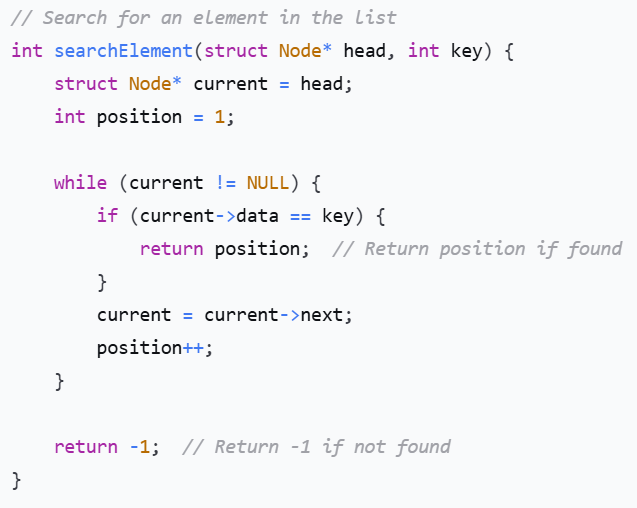 // Search for an element in the list
int searchElement(struct Node* head, int key) {
    struct Node* current = head;
    int position = 1;

    while (current != NULL) {
        if (current->data == key) {
            return position;  // Return position if found
        }
        current = current->next;
        position++;
    }

    return -1;  // Return -1 if not found
}